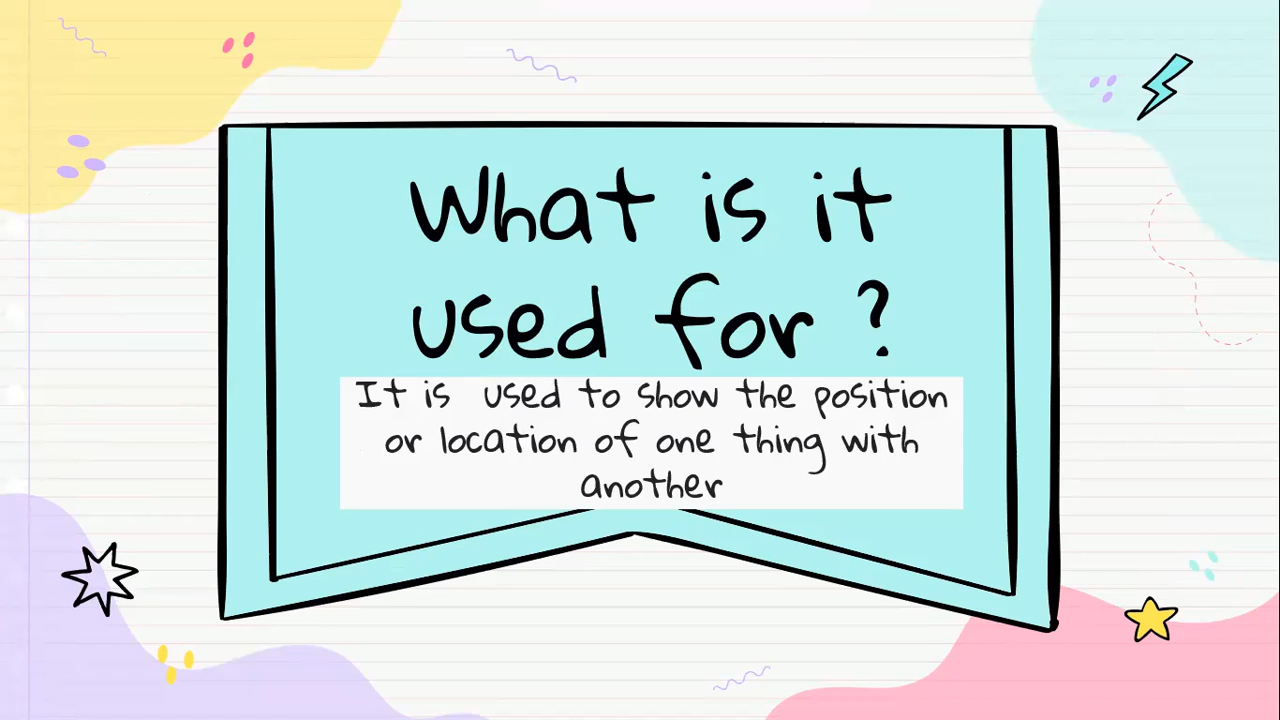 What is it
used for ?
It is used to show the position
or location of one thing with
another